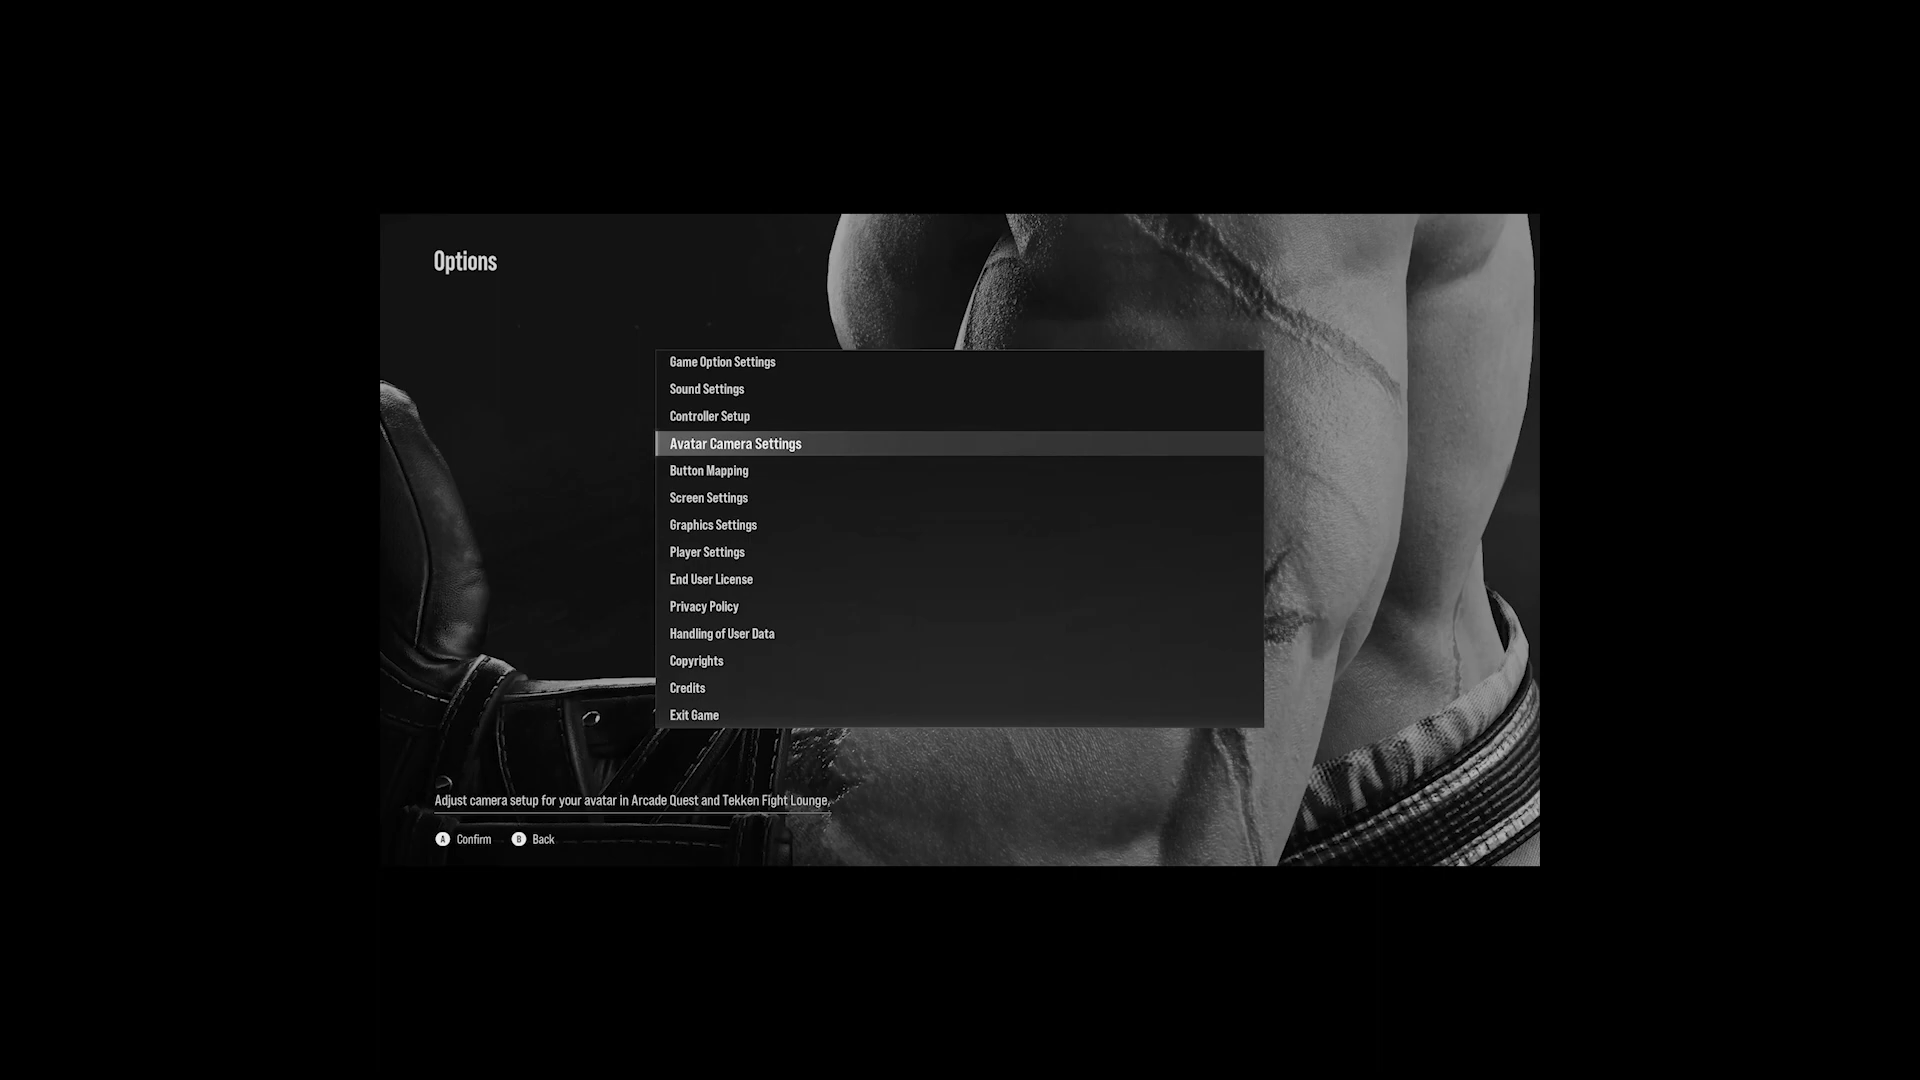 Options
Game Option Settings
Sound Settings
Controller Setup
Avatar Camera Settings
Button Mapping
Screen Settings
Graphics Settings
Player Settings
End User License
Privacy Policy
Handling of User Data
Copyrights
Credits
Exit Game
Adjust camera setup for your avatar in Arcade Quest and Tekken Fight Lounge.
A Confirm B Back